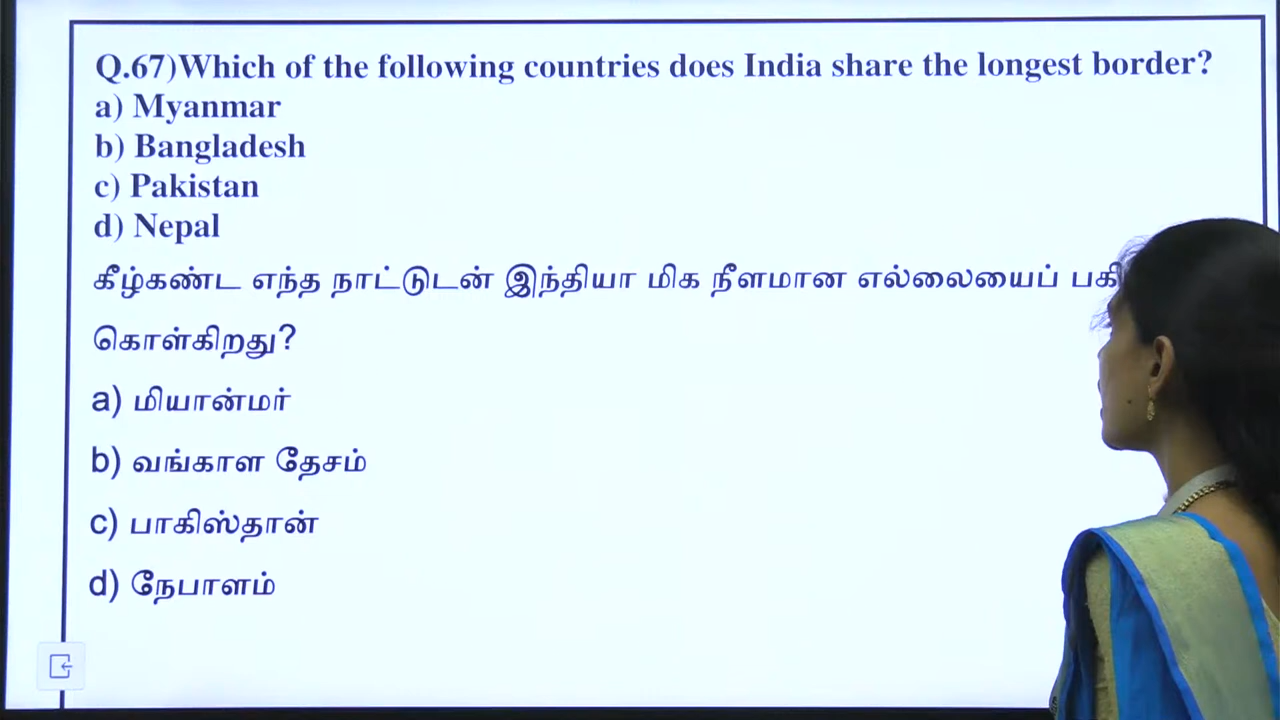 Q.67)Which of the following countries does India share the longest border?
a) Myanmar
b) Bangladesh
c) Pakistan
d) Nepal
கீழ்கண்ட எந்த நாட்டுடன் இந்தியா மிக நீளமான எல்லையைப்
கொள்கிறது?
a) மியான்மர்
b) வங்காள தேசம்
c) பாகிஸ்தான்
d) நேபாளம்